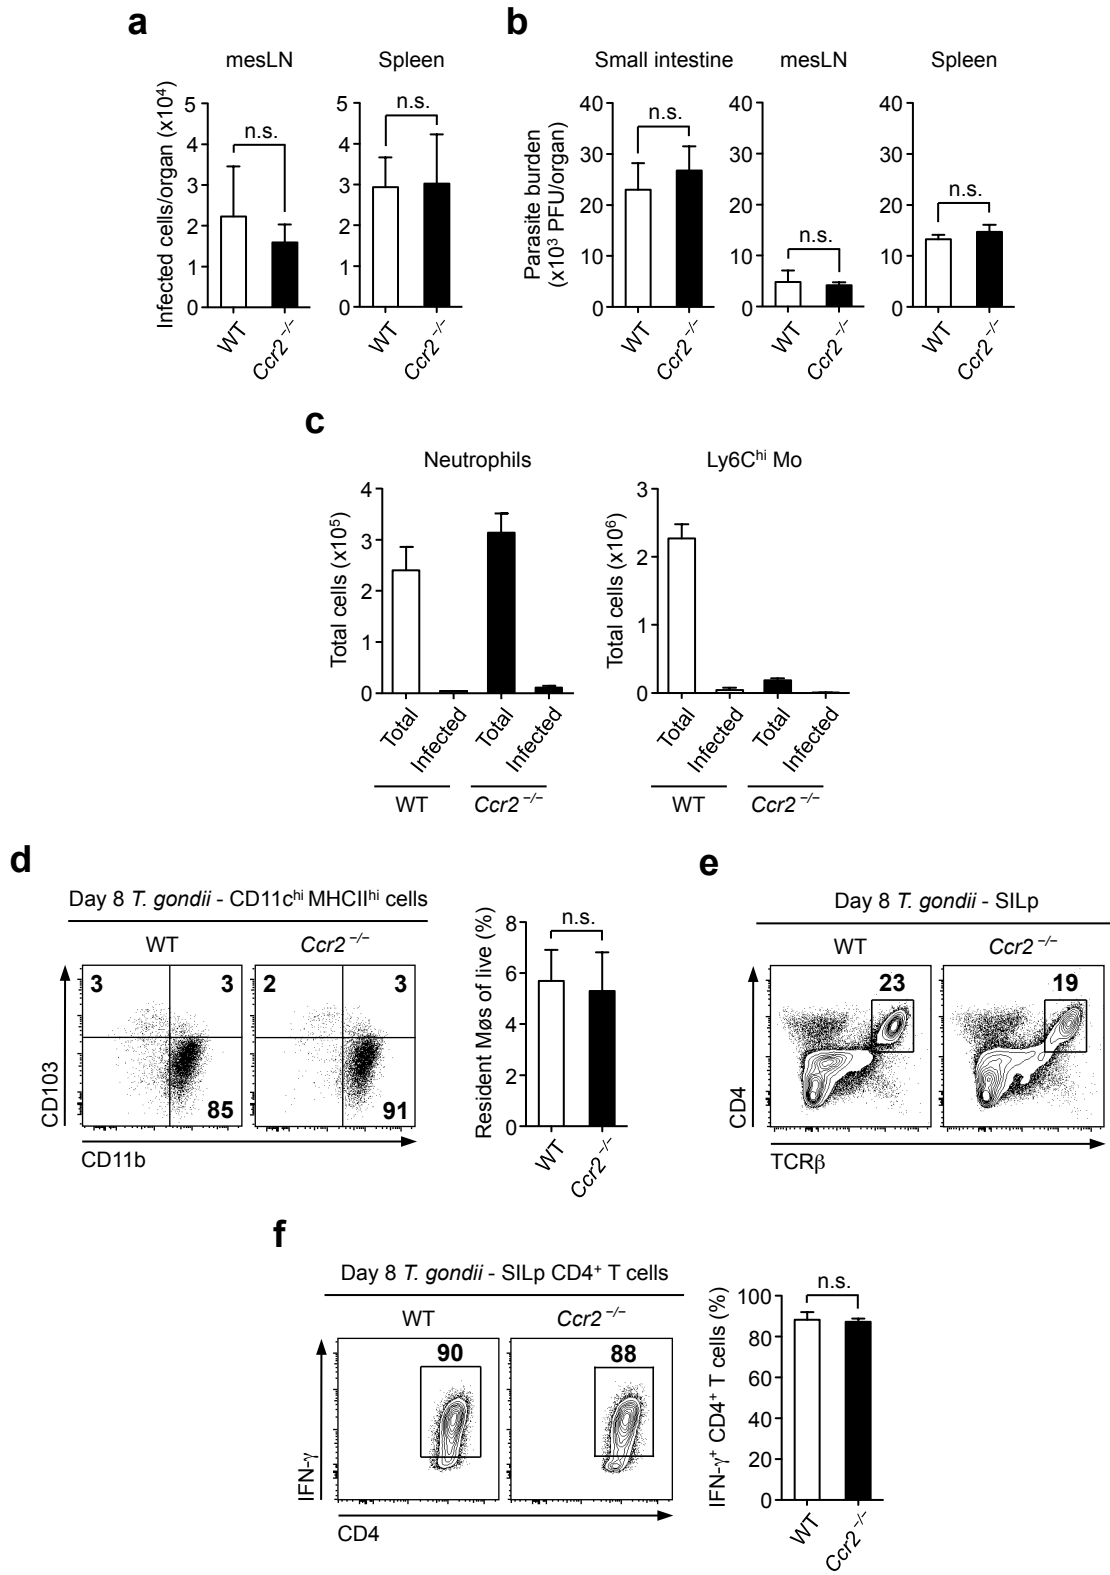 a
mesLN
Spleen
Infected cells/organ (x10⁴)
5
4
3
2
1
0
n.s.
WT
Ccr2⁻/⁻
5
4
3
2
1
0
n.s.
WT
Ccr2⁻/⁻
b
Small intestine
mesLN
Spleen
Parasite burden
(x10³ PFU/organ)
40
30
20
10
0
n.s.
WT
Ccr2⁻/⁻
40
30
20
10
0
n.s.
WT
Ccr2⁻/⁻
40
30
20
10
0
n.s.
WT
Ccr2⁻/⁻
c
Neutrophils
Total cells (x10⁵)
4
3
2
1
0
Total
Infected
Total
Infected
WT
Ccr2⁻/⁻
Ly6Cʰⁱ Mo
Total cells (x10⁶)
3
2
1
0
Total
Infected
Total
Infected
WT
Ccr2⁻/⁻
d
Day 8 T. gondii - CD11cʰⁱ MHCIIʰⁱ cells
WT
Ccr2⁻/⁻
3
3
85
2
3
91
CD103
CD11b
Resident Møs of live (%)
8
6
4
2
0
n.s.
WT
Ccr2⁻/⁻
e
Day 8 T. gondii - SILp
WT
Ccr2⁻/⁻
23
19
CD4
TCRβ
f
Day 8 T. gondii - SILp CD4⁺ T cells
WT
Ccr2⁻/⁻
90
88
IFN-γ
CD4
IFN-γ⁺ CD4⁺ T cells (%)
100
80
60
40
20
0
n.s.
WT
Ccr2⁻/⁻